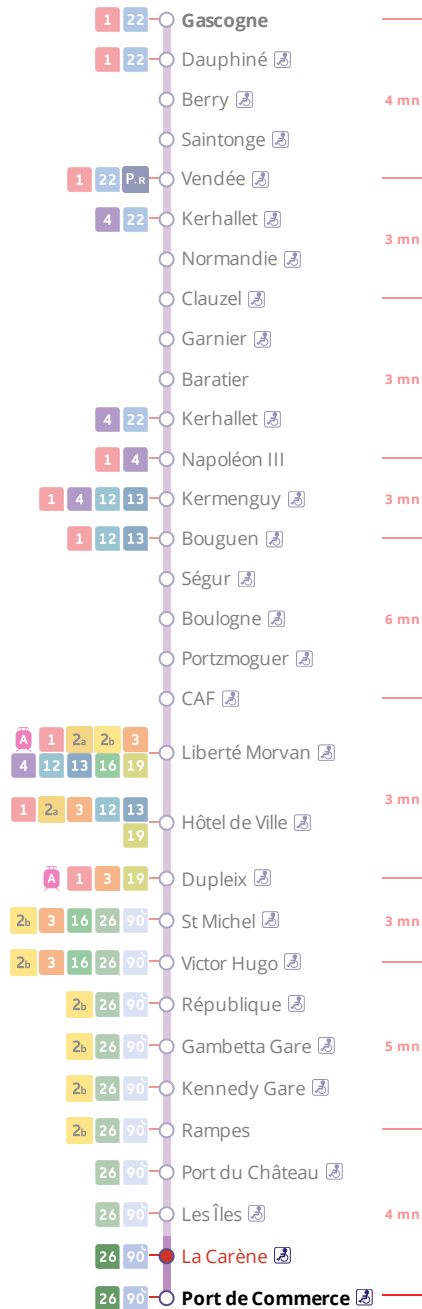 1 22 Gascogne
1 22 Dauphiné
Berry 4 mn
Saintonge
1 22 P+R Vendée
4 22 Kerhallet
3 mn
Normandie
Clauzel
Garnier
Baratier 3 mn
4 22 Kerhallet
1 4 Napoléon III
1 4 12 13 Kermenguy 3 mn
1 12 13 Bouguen
Ségur
Boulogne 6 mn
Portzmoguer
CAF
A 1 2a 2b 3
Liberté Morvan
4 12 13 16 19
3 mn
1 2a 3 12 13
Hôtel de Ville
19
A 1 3 19 Dupleix
2b 3 16 26 90 St Michel 3 mn
2b 3 16 26 90 Victor Hugo
2b 26 90 République
2b 26 90 Gambetta Gare 5 mn
2b 26 90 Kennedy Gare
2b 26 90 Rampes
26 90 Port du Château
26 90 Les Îles 4 mn
26 90 La Carène
26 90 Port de Commerce